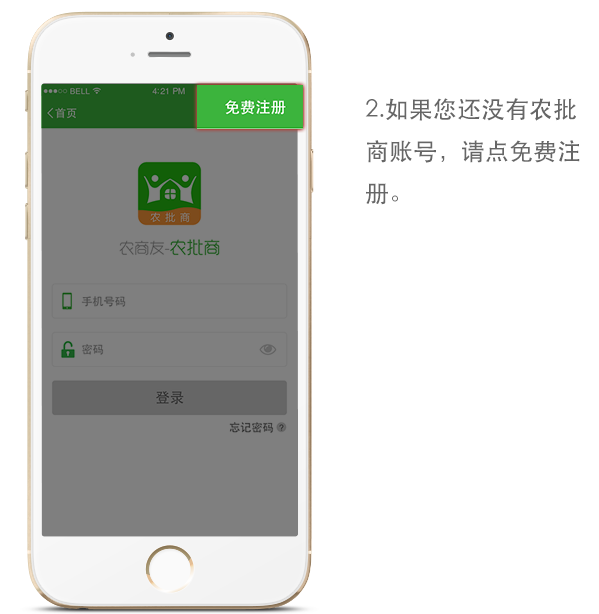 BELL 4:21 PM
首页
免费注册
农批商
农商友-农批商
手机号码
密码
登录
忘记密码 ?
2.如果您还没有农批
商账号，请点免费注
册。